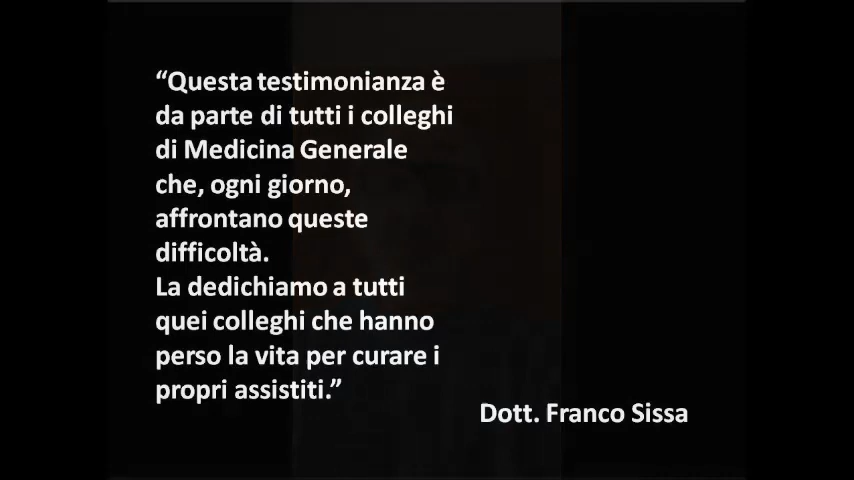 “Questa testimonianza è
da parte di tutti i colleghi
di Medicina Generale
che, ogni giorno,
affrontano queste
difficoltà.
La dedichiamo a tutti
quei colleghi che hanno
perso la vita per curare i
propri assistiti.”
Dott. Franco Sissa